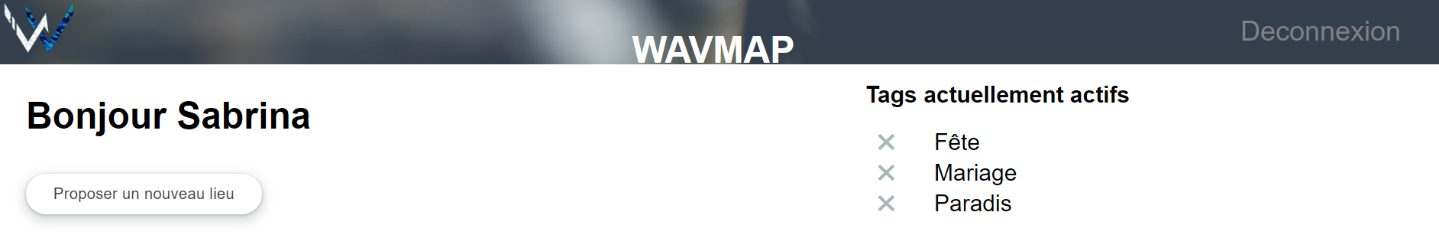 WAVMAP
Deconnexion
Bonjour Sabrina
Proposer un nouveau lieu
Tags actuellement actifs
Fête
Mariage
Paradis